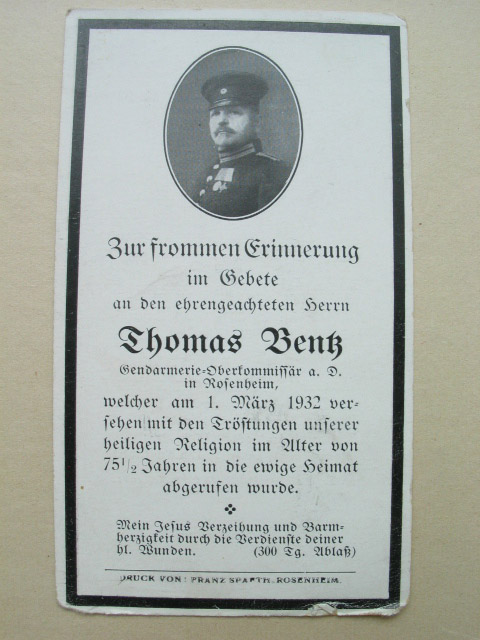 Zur frommen Erinnerung
im Gebete
an den ehrengeachteten Herrn
Thomas Bentz
Gendarmerie-Oberkommissär a. D.
in Rosenheim,
welcher am 1. März 1932 ver-
sehen mit den Tröstungen unserer
heiligen Religion im Alter von
75 1/2 Jahren in die ewige Heimat
abgerufen wurde.
Mein Jesus Verzeihung und Barm-
herzigkeit durch die Verdienste deiner
hl. Wunden. (300 Tg. Ablaß)
DRUCK VON: FRANZ SPAETH, ROSENHEIM.